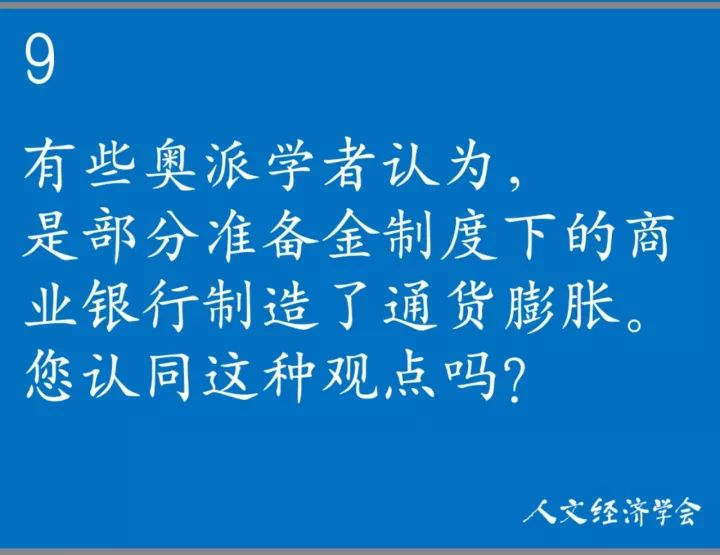 9
有些奥派学者认为，
是部分准备金制度下的商
业银行制造了通货膨胀。
您认同这种观点吗？
人文经济学会